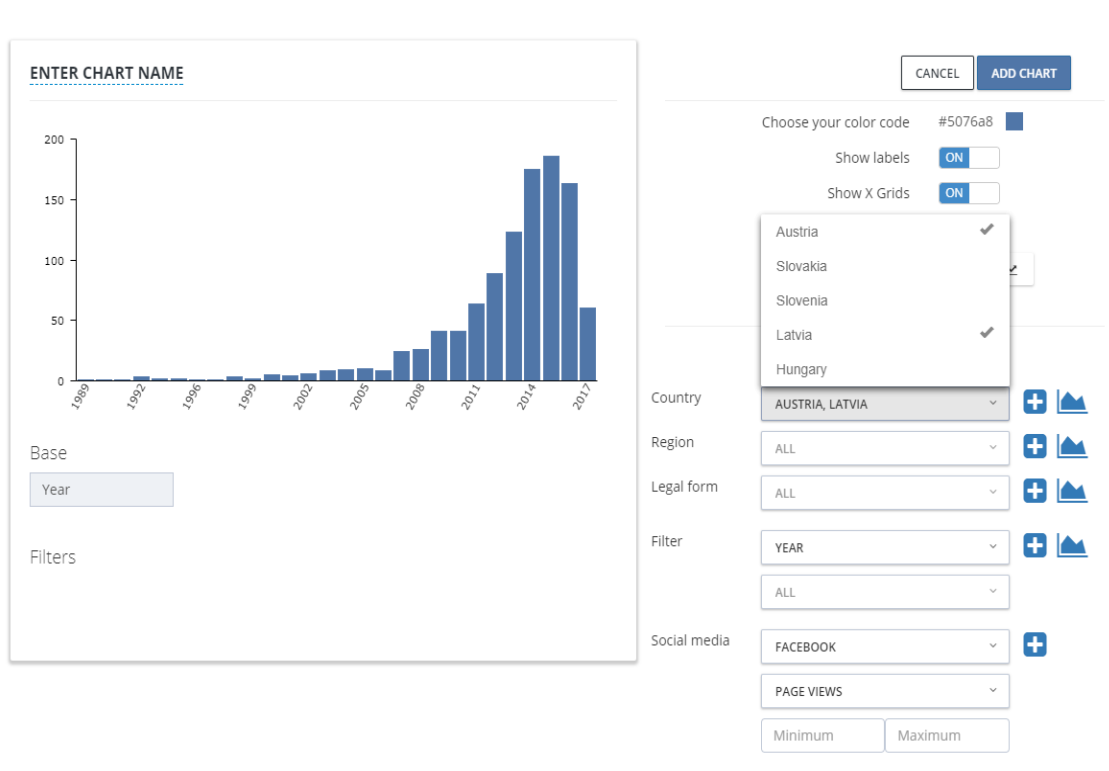 ENTER CHART NAME
200
150
100
50
0
1989
1992
1996
1999
2002
2005
2008
2011
2014
2017
Base
Year
Filters
CANCEL
ADD CHART
Choose your color code #5076a8
Show labels ON
Show X Grids ON
Austria
Slovakia
Slovenia
Latvia
Hungary
Country AUSTRIA, LATVIA
Region ALL
Legal form ALL
Filter YEAR
ALL
Social media FACEBOOK
PAGE VIEWS
Minimum Maximum